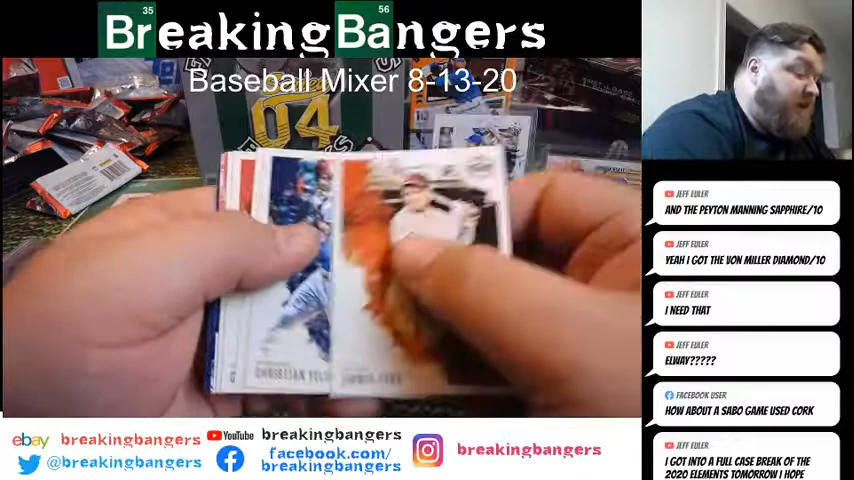 35 56
BreakingBangers
Baseball Mixer 8-13-20
04
CHRISTIAN
JEFF EULER
AND THE PEYTON MANNING SAPPHIRE/10
JEFF EULER
YEAH I GOT THE VON MILLER DIAMOND/10
JEFF EULER
I NEED THAT
JEFF EULER
ELWAY?????
FACEBOOK USER
HOW ABOUT A SABO GAME USED CORK
JEFF EULER
I GOT INTO A FULL CASE BREAK OF THE
2020 ELEMENTS TOMORROW I HOPE
ebay breakingbangers
YouTube breakingbangers
@breakingbangers
facebook.com/
breakingbangers
breakingbangers